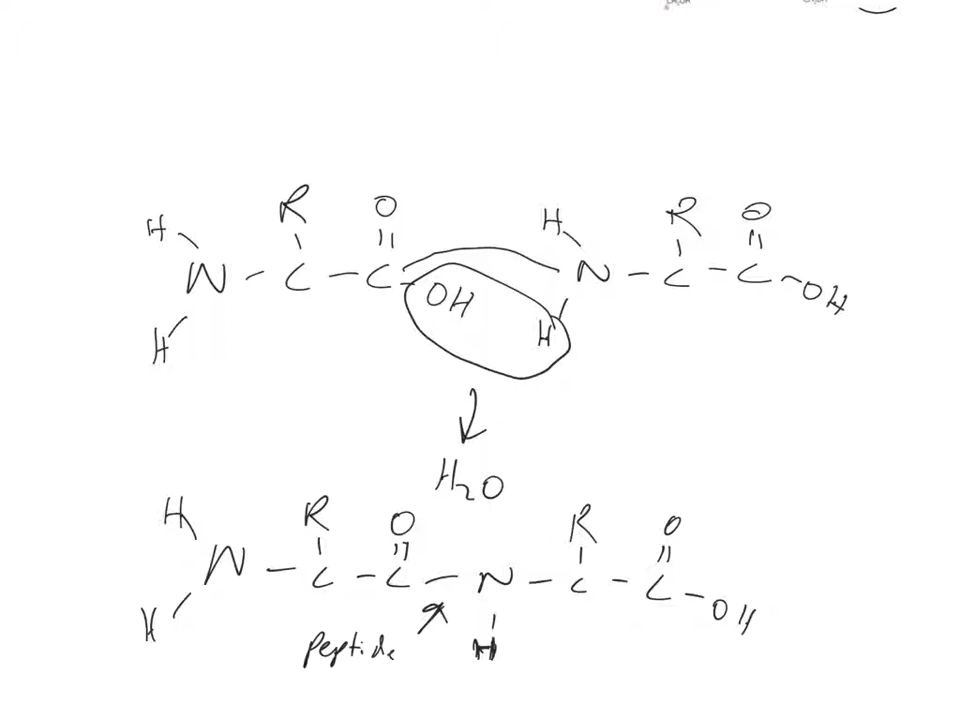 H R O H R O
N - C - C - OH N - C - C - OH
H H
H2O
H R O R O
N - C - C - N - C - C - OH
H peptide H